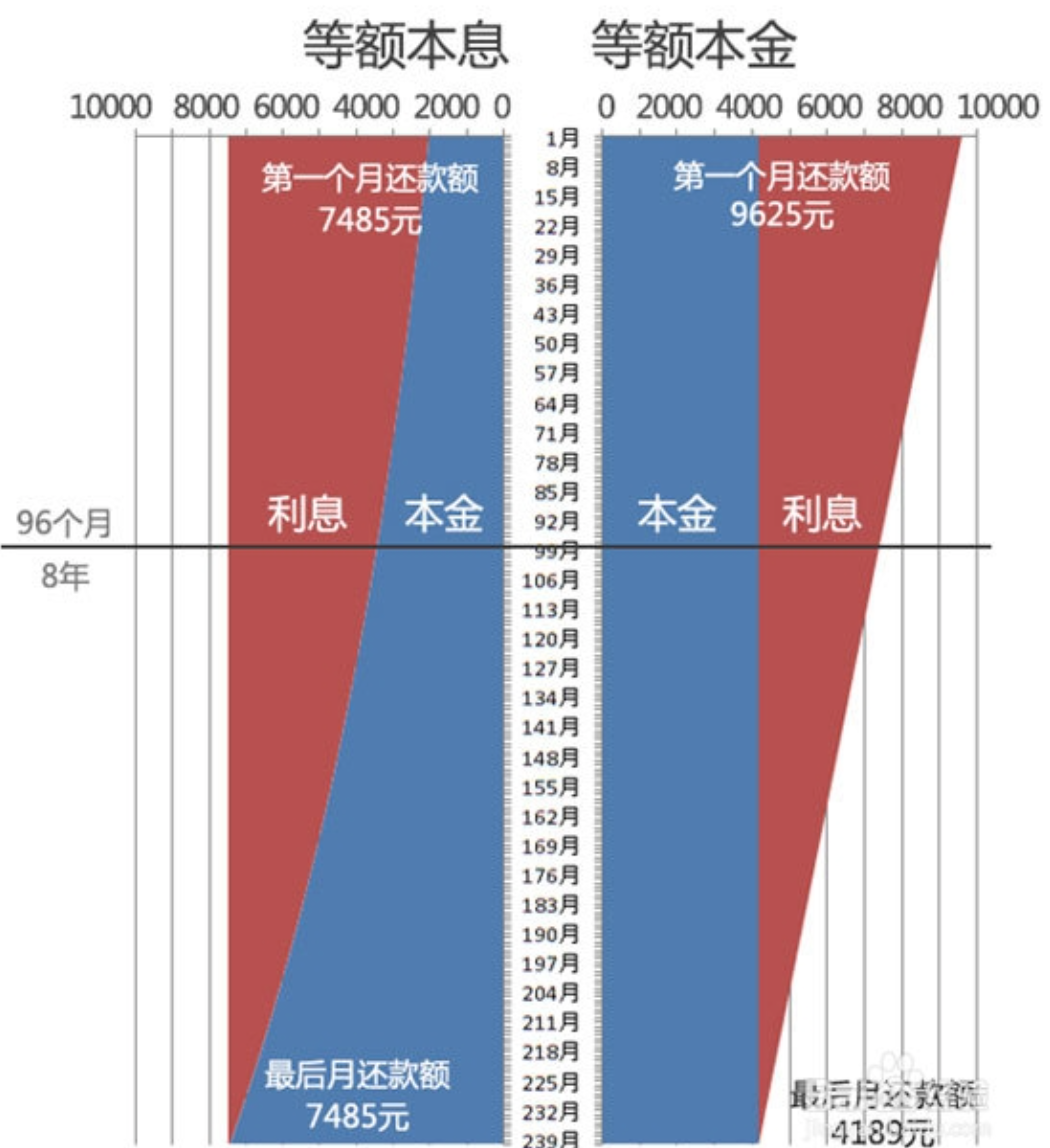 等额本息 等额本金
10000 8000 6000 4000 2000 0 0 2000 4000 6000 8000 10000
1月
第一个月还款额
7485元
第一个月还款额
9625元
8月
15月
22月
29月
36月
43月
50月
57月
64月
71月
78月
85月
利息 本金 本金 利息
92月
96个月
99月
8年
106月
113月
120月
127月
134月
141月
148月
155月
162月
169月
176月
183月
190月
197月
204月
211月
218月
225月
232月
239月
最后月还款额
7485元
最后月还款额
4189元